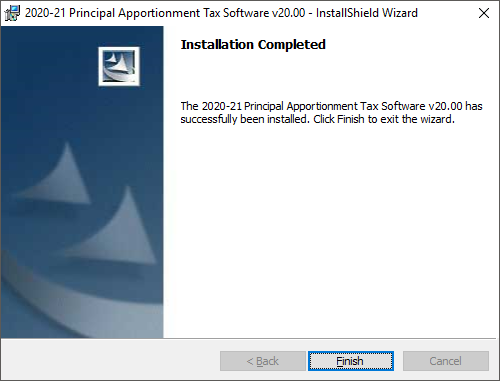 2020-21 Principal Apportionment Tax Software v20.00 - InstallShield Wizard
Installation Completed
The 2020-21 Principal Apportionment Tax Software v20.00 has
successfully been installed. Click Finish to exit the wizard.
< Back
Finish
Cancel